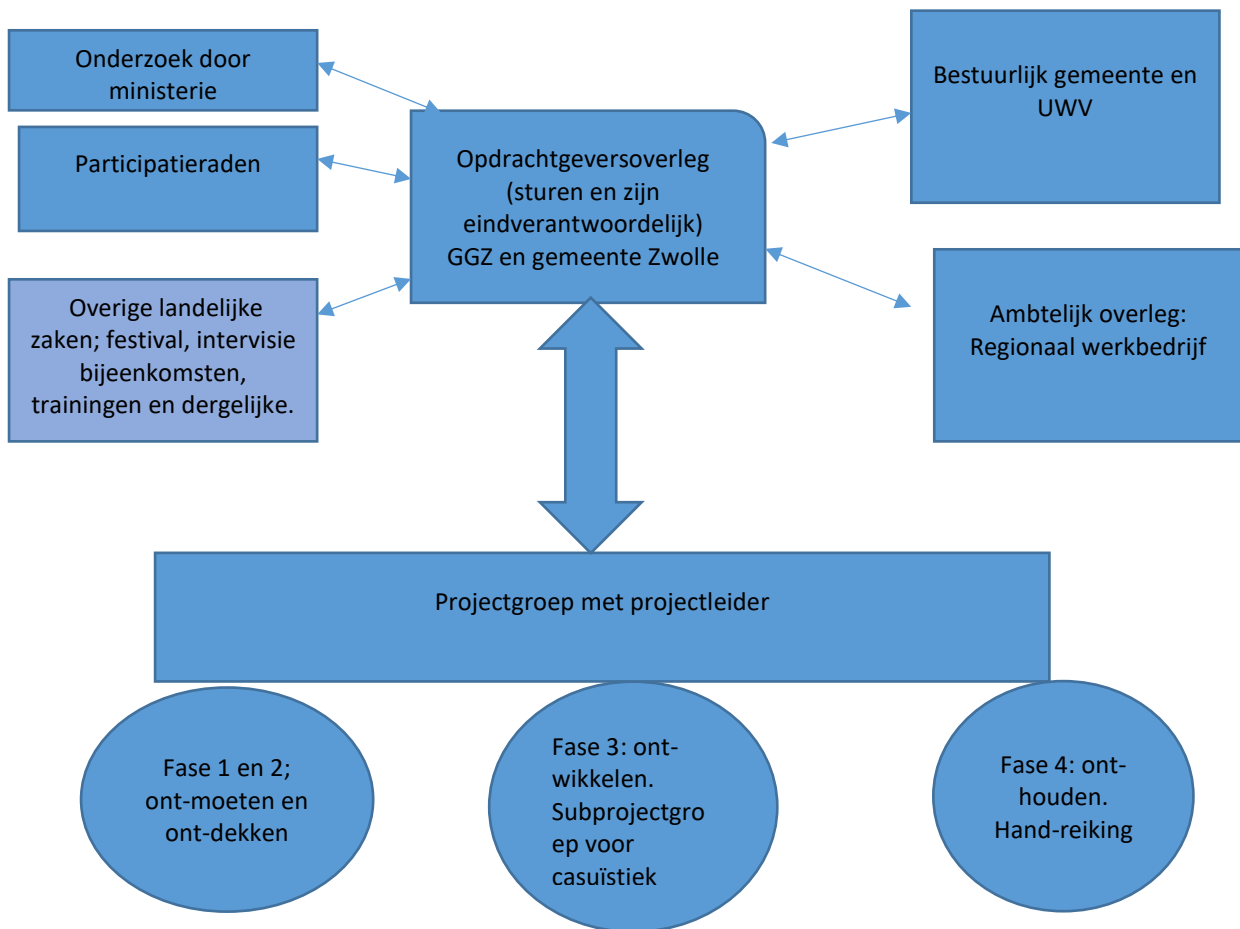 Onderzoek door
ministerie
Participatieraden
Overige landelijke
zaken; festival, intervisie
bijeenkomsten,
trainingen en dergelijke.
Opdrachtgeversoverleg
(sturen en zijn
eindverantwoordelijk)
GGZ en gemeente Zwolle
Bestuurlijk gemeente en
UWV
Ambtelijk overleg:
Regionaal werkbedrijf
Projectgroep met projectleider
Fase 1 en 2;
ont-moeten en
ont-dekken
Fase 3: ont-
wikkelen.
Subprojectgro
ep voor
casuïstiek
Fase 4: ont-
houden.
Hand-reiking